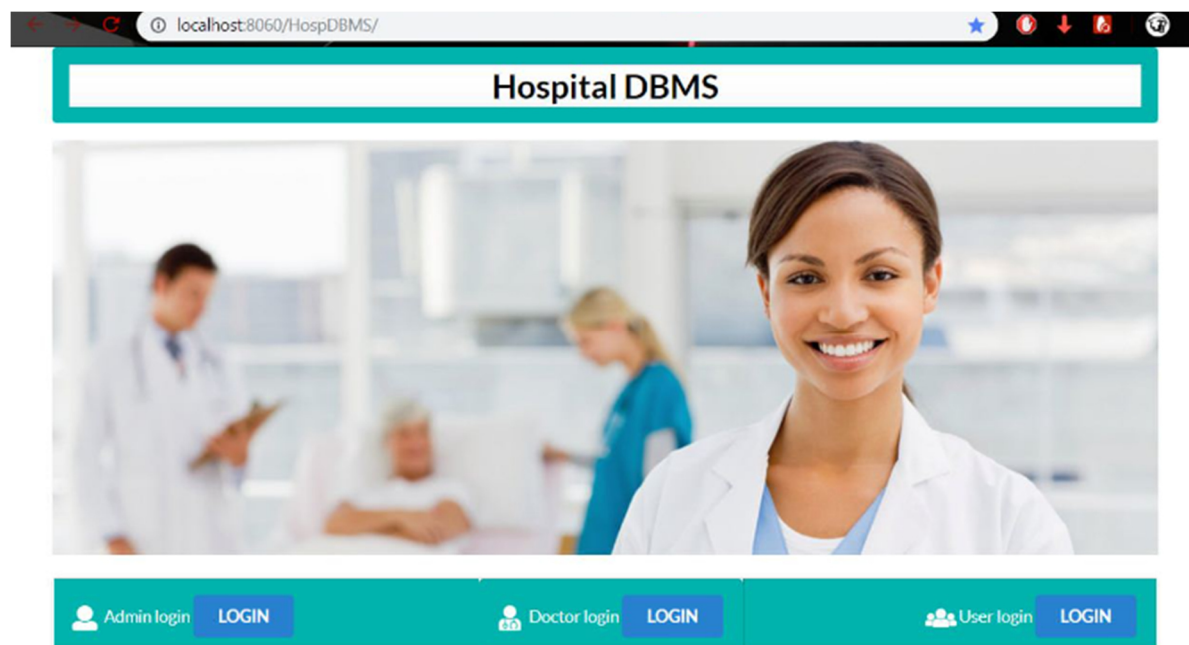 localhost:8060/HospDBMS/
Hospital DBMS
Admin login LOGIN Doctor login LOGIN User login LOGIN